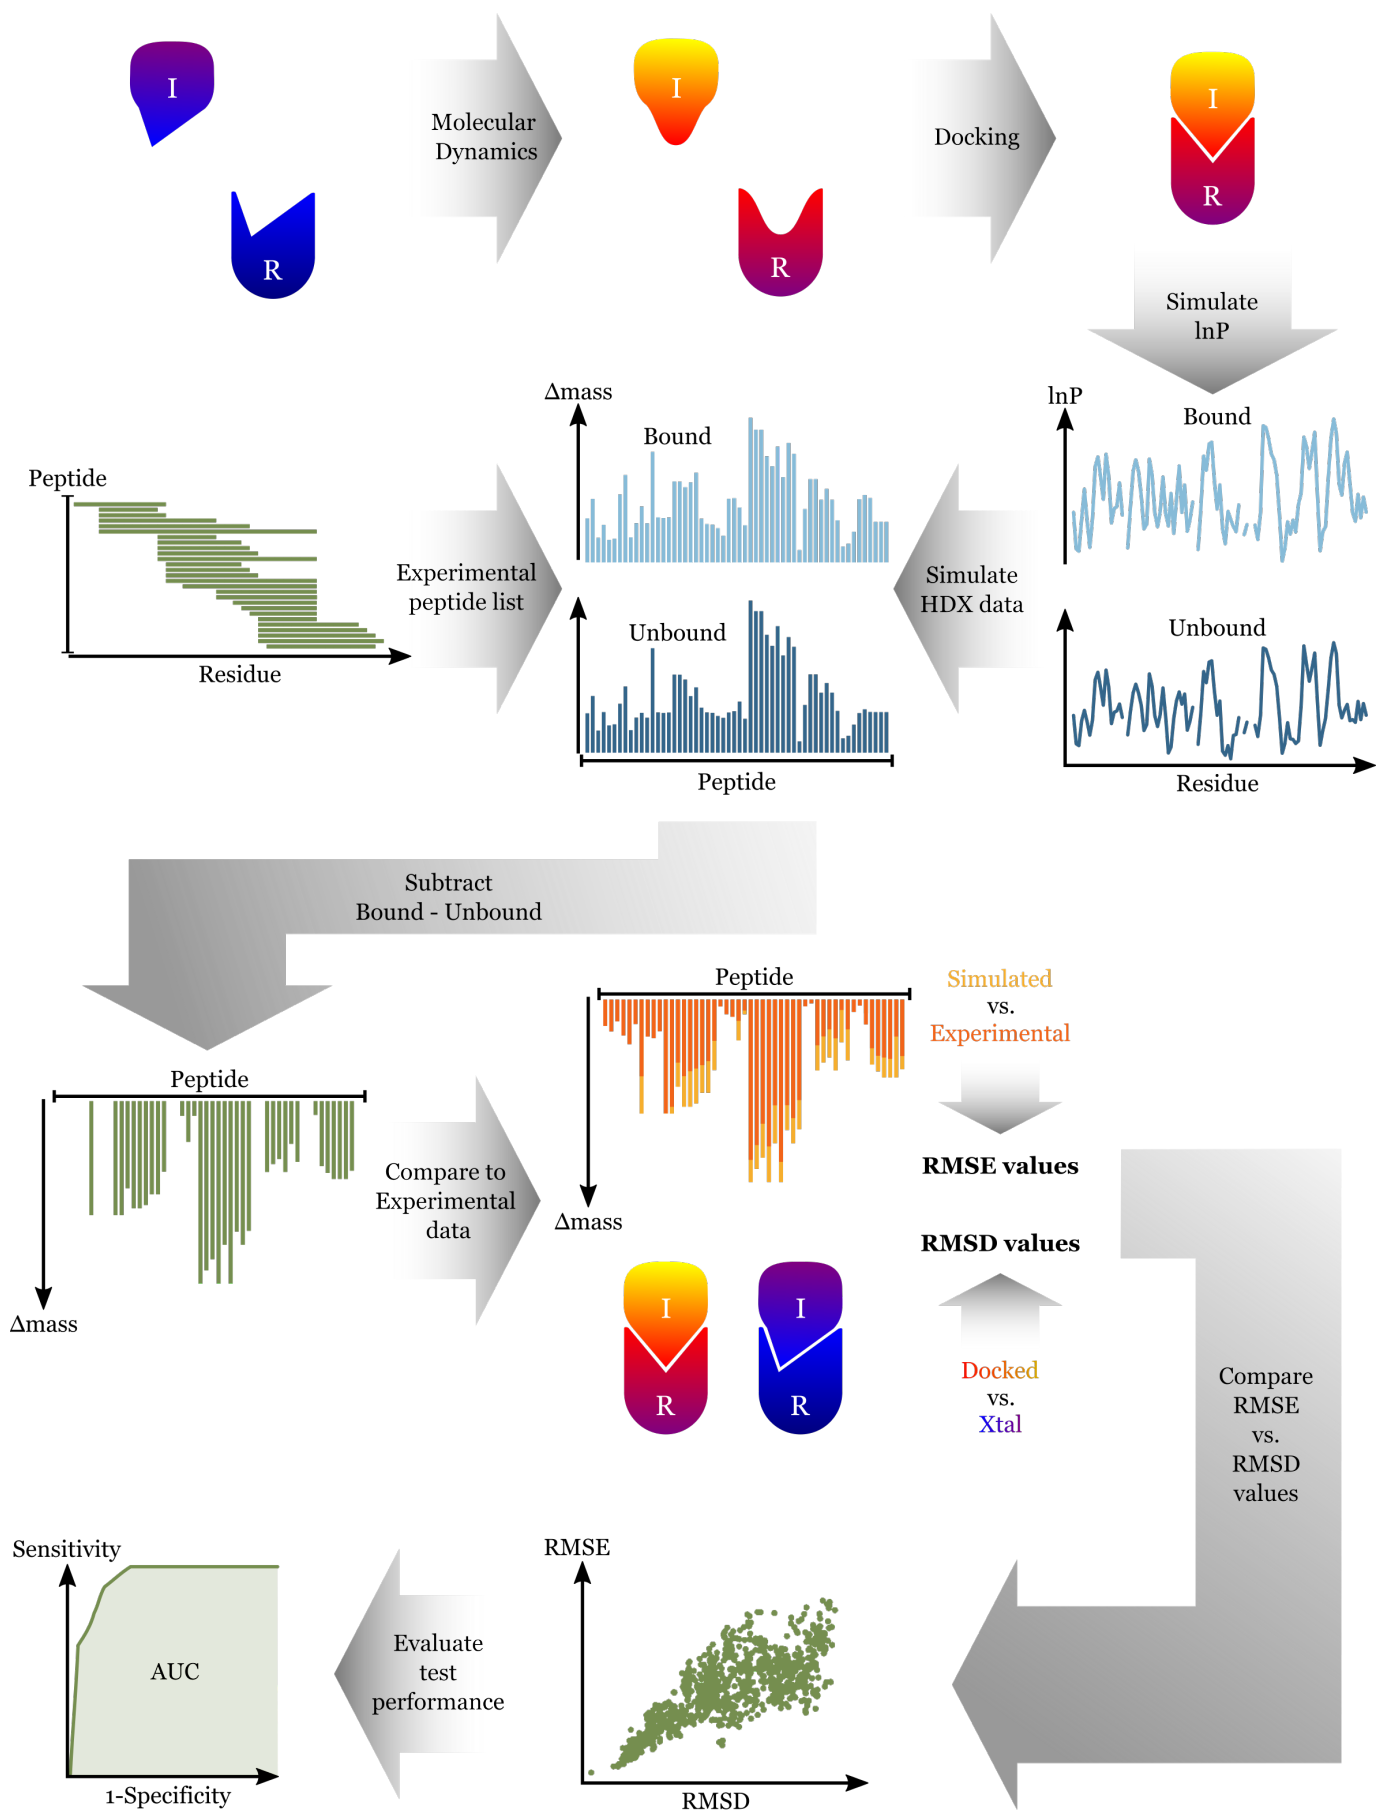 I
R
Molecular
Dynamics
I
R
Docking
I
R
Simulate
lnP
lnP
Bound
Unbound
Residue
Simulate
HDX data
Δmass
Bound
Unbound
Peptide
Experimental
peptide list
Peptide
Residue
Subtract
Bound - Unbound
Peptide
Δmass
Compare to
Experimental
data
Peptide
Δmass
Simulated
vs.
Experimental
RMSE values
RMSD values
I
R
I
R
Docked
vs.
Xtal
Compare
RMSE
vs.
RMSD
values
RMSE
RMSD
Evaluate
test
performance
Sensitivity
AUC
1-Specificity